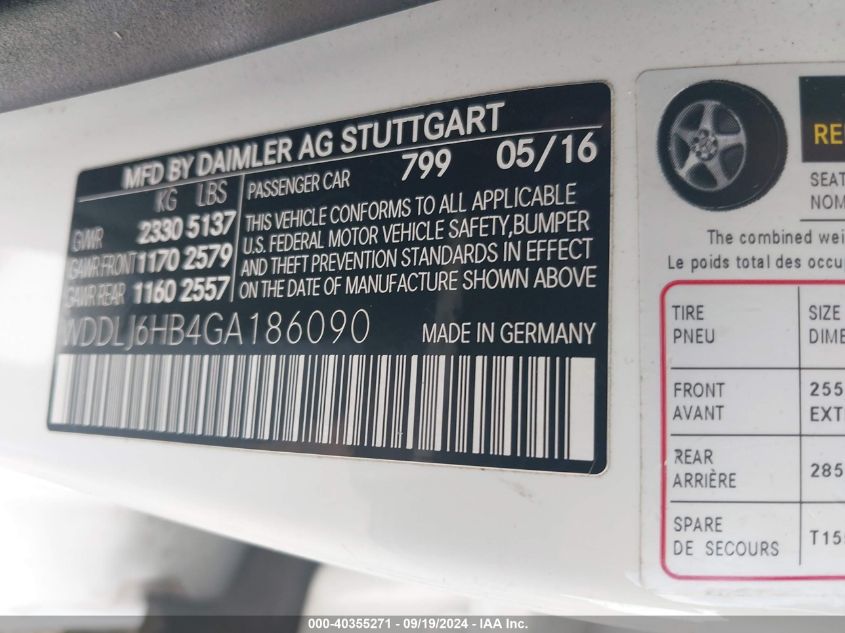 MFD BY DAIMLER AG STUTTGART
KG LBS
GVWR 2330 5137
GAWR FRONT 1170 2579
GAWR REAR 1160 2557
PASSENGER CAR 799 05/16
THIS VEHICLE CONFORMS TO ALL APPLICABLE
U.S. FEDERAL MOTOR VEHICLE SAFETY,BUMPER
AND THEFT PREVENTION STANDARDS IN EFFECT
ON THE DATE OF MANUFACTURE SHOWN ABOVE
WDDLJ6HB4GA186090 MADE IN GERMANY
SEAT
The combined
Le poids total des
TIRE SIZE
PNEU
FRONT 255
AVANT
REAR 285
ARRIÈRE
SPARE
DE SECOURS
000-40355271 - 09/19/2024 - IAA Inc.